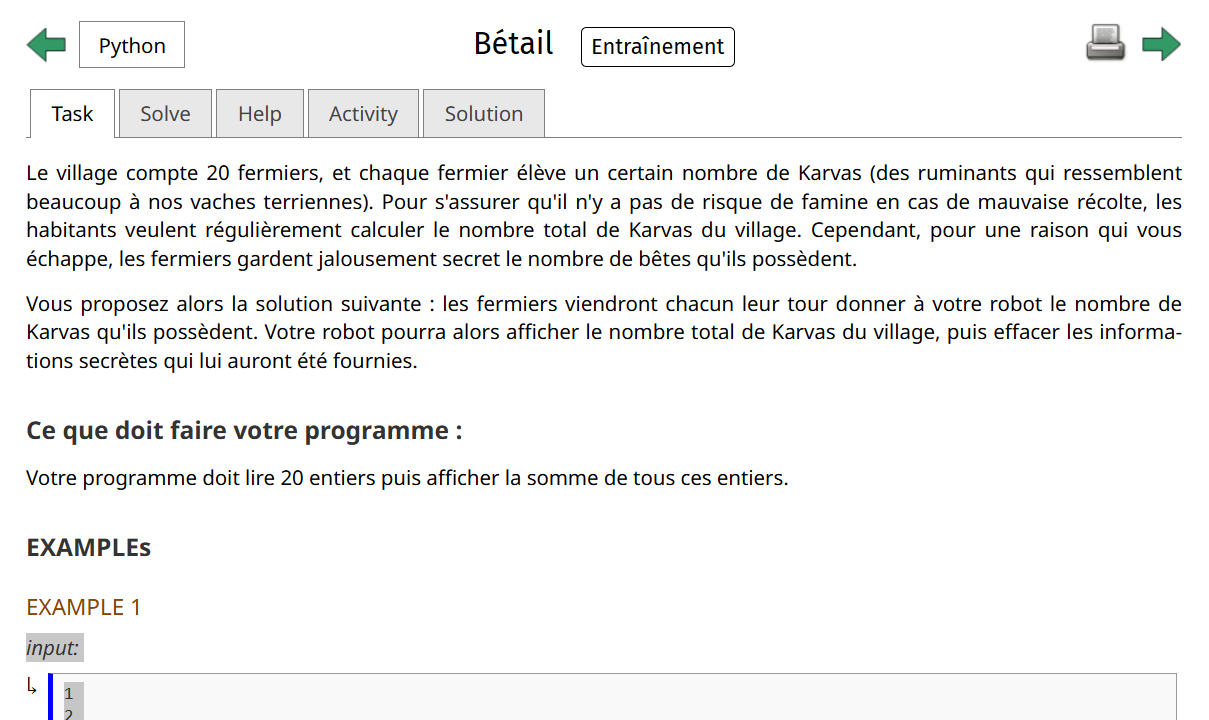 Python
Bétail
Entraînement
Task
Solve
Help
Activity
Solution
Le village compte 20 fermiers, et chaque fermier élève un certain nombre de Karvas (des ruminants qui ressemblent
beaucoup à nos vaches terriennes). Pour s'assurer qu'il n'y a pas de risque de famine en cas de mauvaise récolte, les
habitants veulent régulièrement calculer le nombre total de Karvas du village. Cependant, pour une raison qui vous
échappe, les fermiers gardent jalousement secret le nombre de bêtes qu'ils possèdent.
Vous proposez alors la solution suivante : les fermiers viendront chacun leur tour donner à votre robot le nombre de
Karvas qu'ils possèdent. Votre robot pourra alors afficher le nombre total de Karvas du village, puis effacer les informa-
tions secrètes qui lui auront été fournies.
Ce que doit faire votre programme :
Votre programme doit lire 20 entiers puis afficher la somme de tous ces entiers.
EXAMPLEs
EXAMPLE 1
input:
1
2